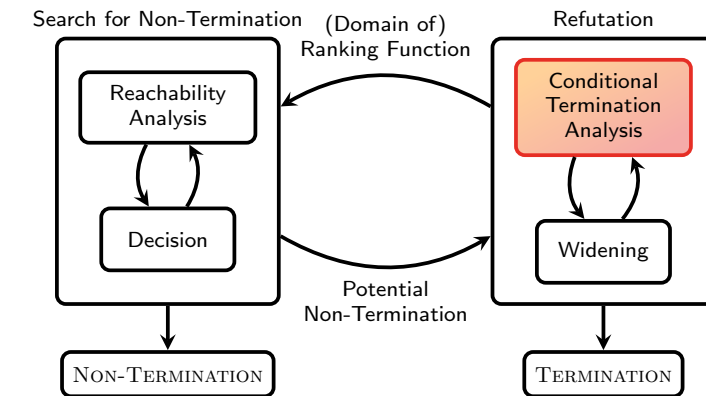 Search for Non-Termination
(Domain of)
Ranking Function
Refutation
Reachability
Analysis
Decision
Conditional
Termination
Analysis
Widening
Potential
Non-Termination
NON-TERMINATION
TERMINATION